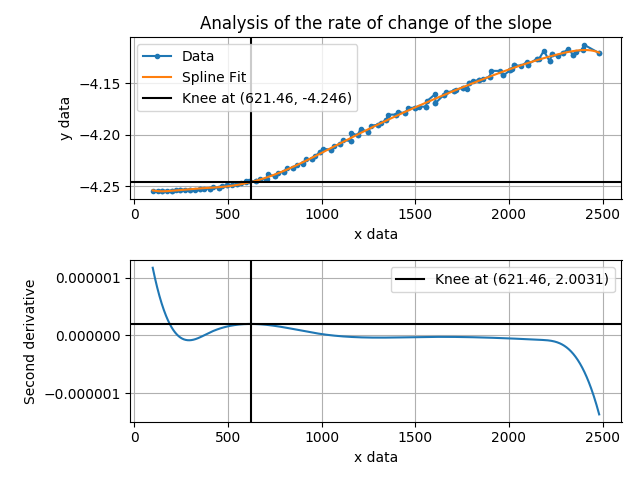 Analysis of the rate of change of the slope
Data
Spline Fit
Knee at (621.46, -4.246)
y data
−4.15
−4.20
−4.25
0 500 1000 1500 2000 2500
x data
Knee at (621.46, 2.0031)
Second derivative
0.000001
0.000000
−0.000001
0 500 1000 1500 2000 2500
x data